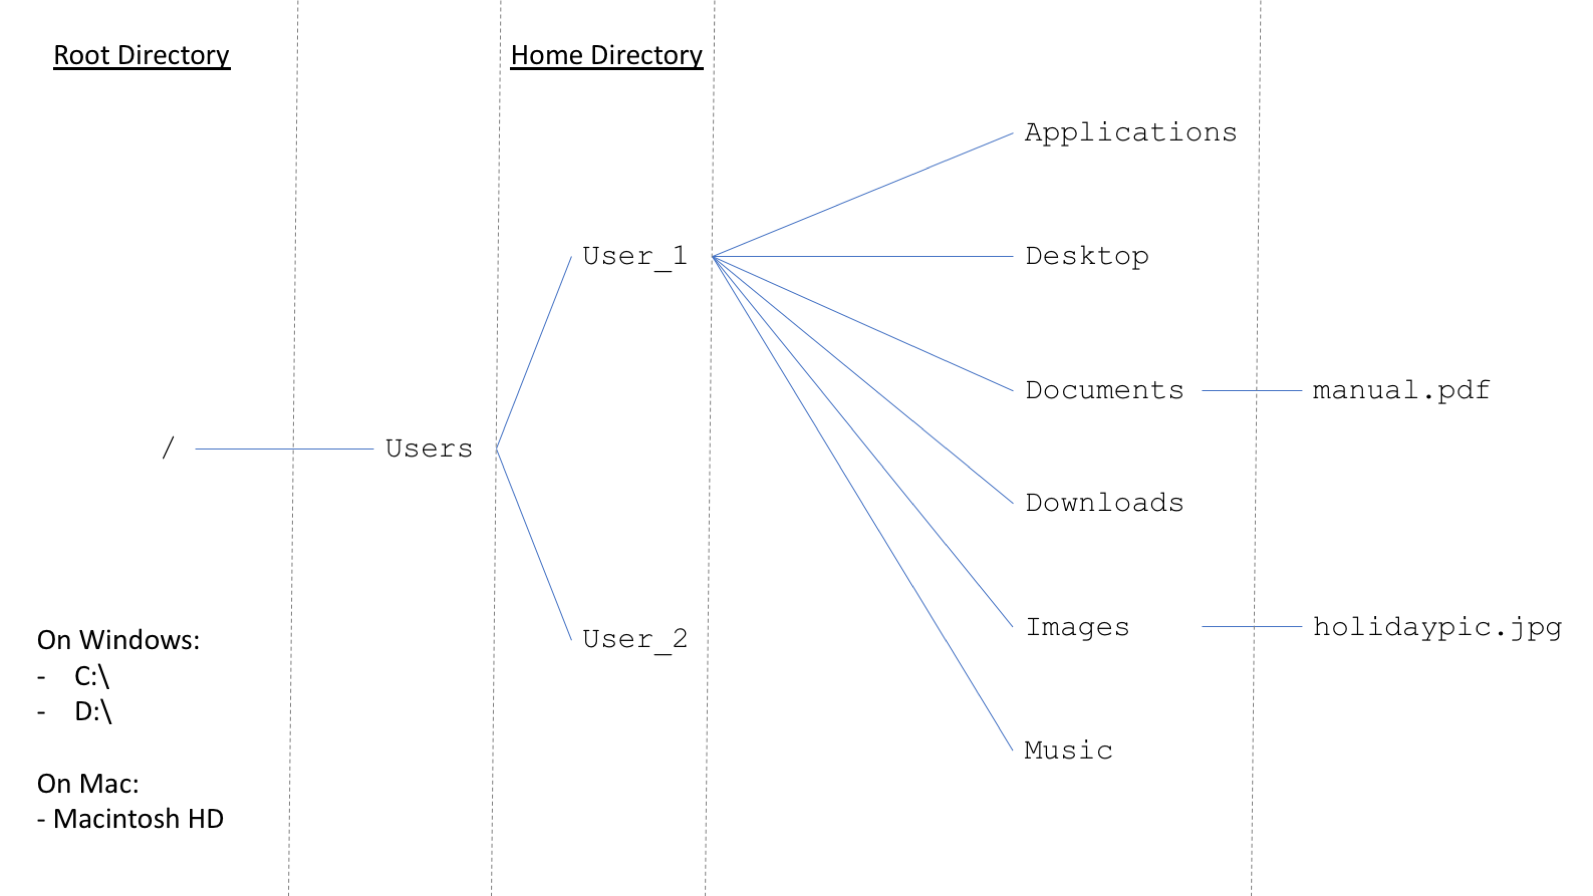 Root Directory
Home Directory
Applications
User_1
Desktop
Documents
manual.pdf
/
Users
Downloads
Images
holidaypic.jpg
User_2
Music
On Windows:
- C:\
- D:\
On Mac:
- Macintosh HD